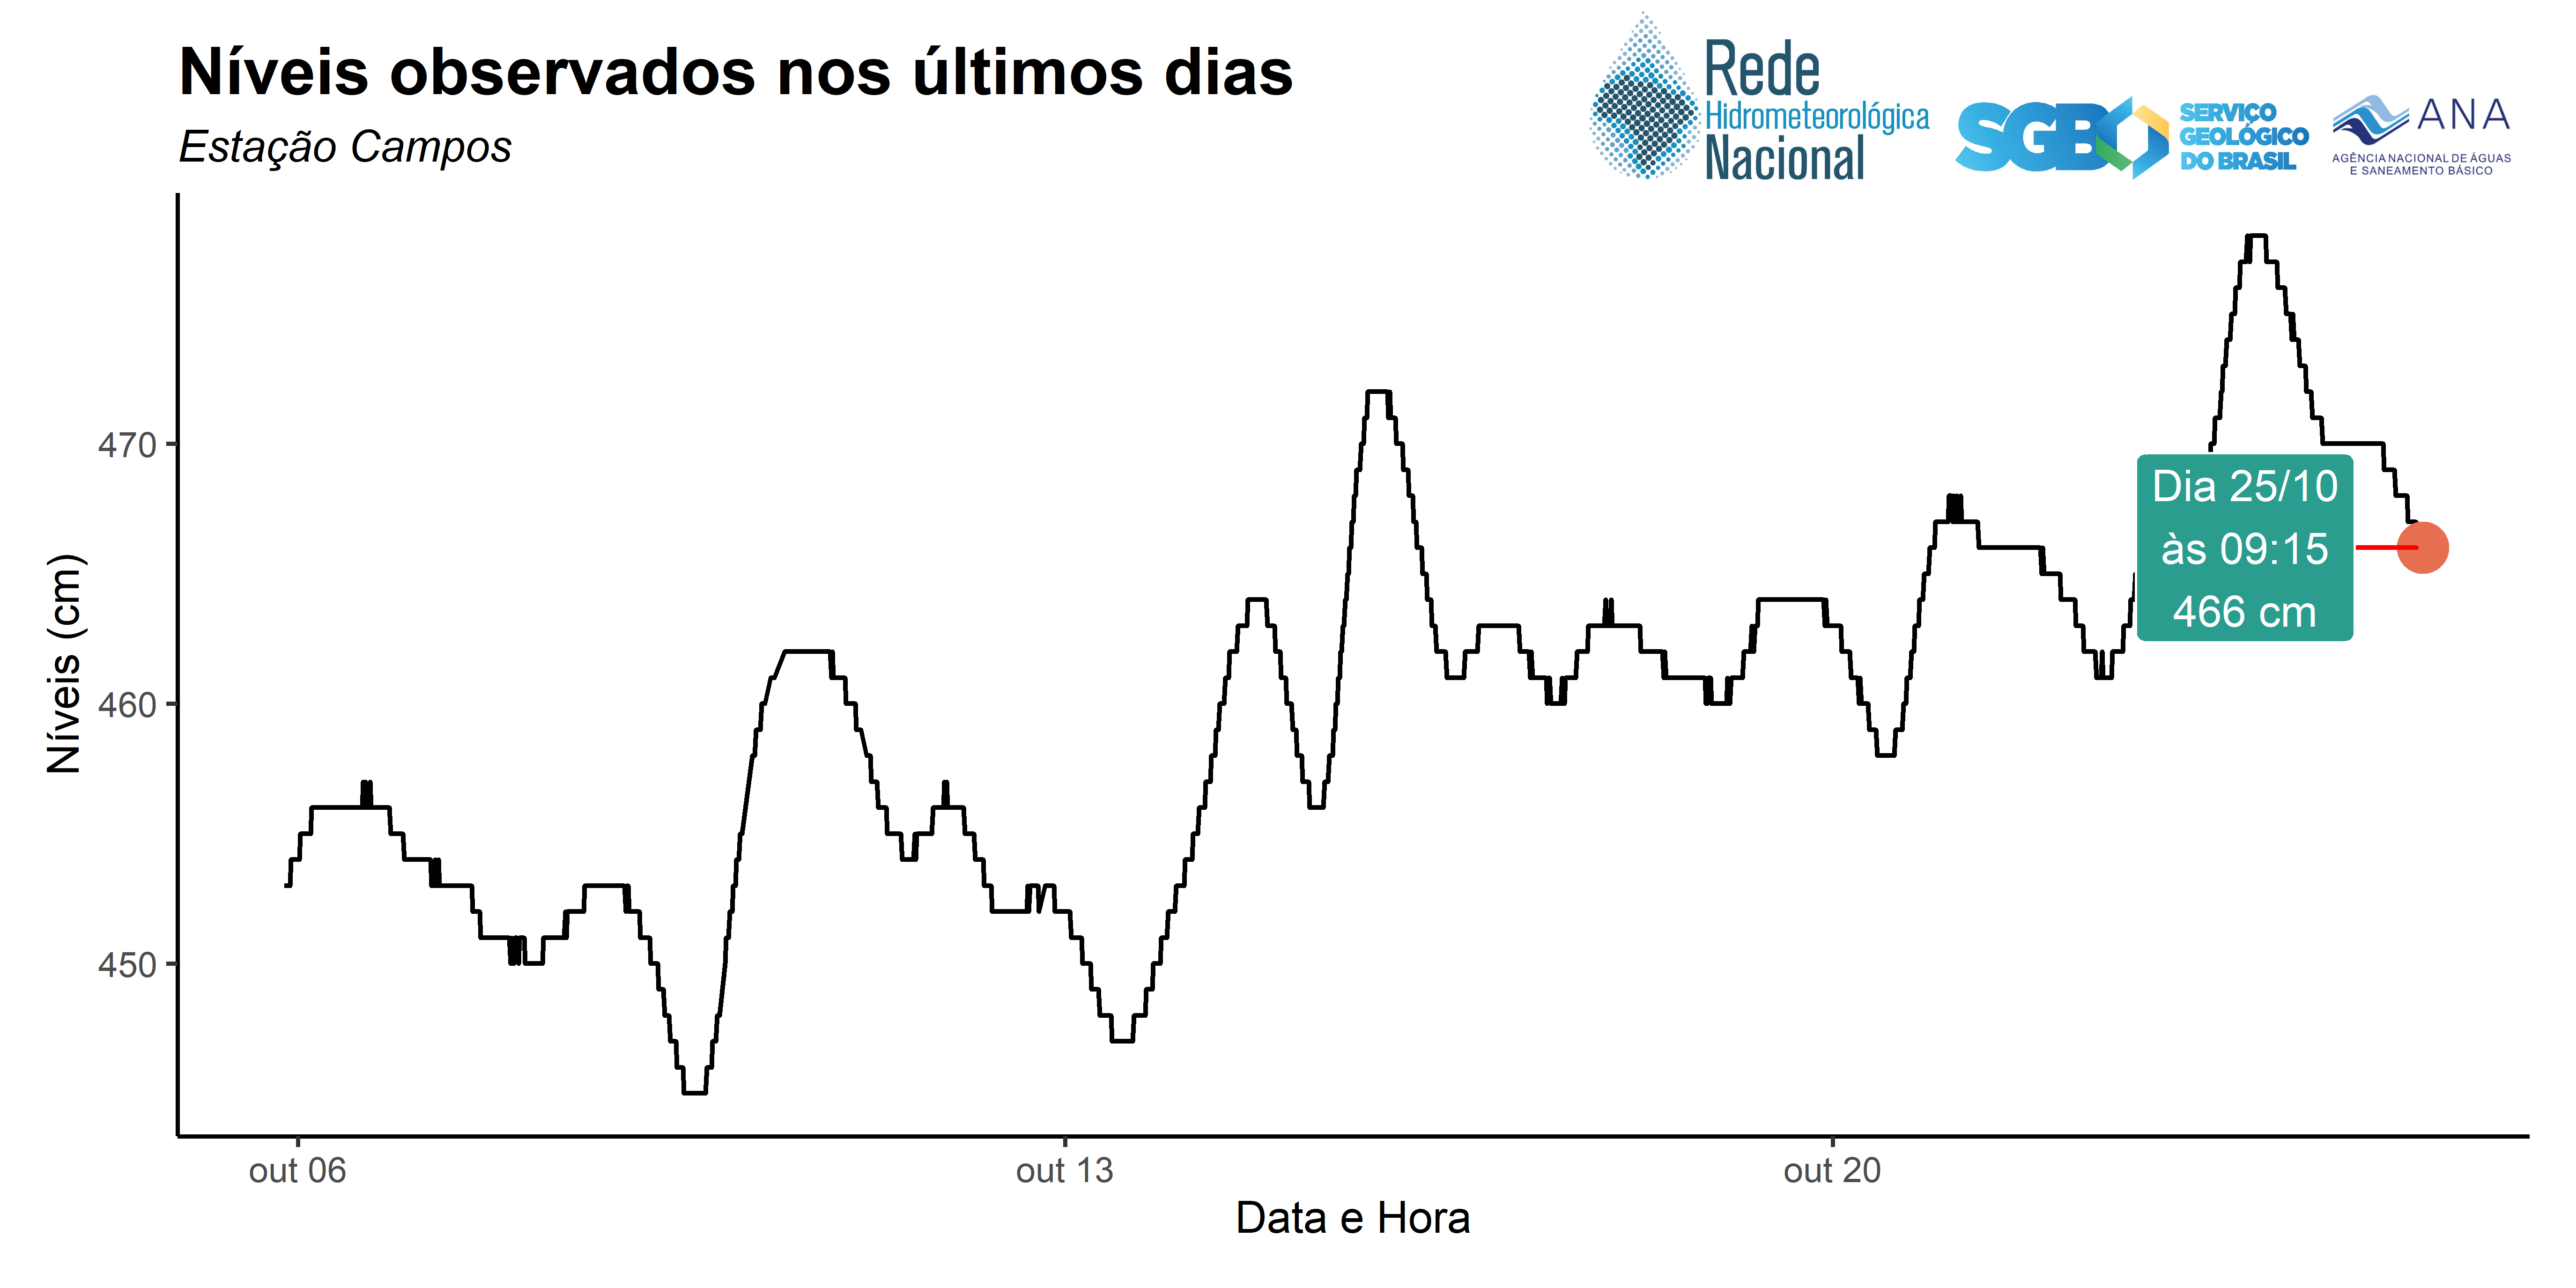 Níveis observados nos últimos dias
Estação Campos
Rede
Hidrometeorológica
Nacional
SGB
SERVIÇO
GEOLÓGICO
DO BRASIL
ANA
AGÊNCIA NACIONAL DE ÁGUAS
E SANEAMENTO BÁSICO
Níveis (cm)
470
460
450
Dia 25/10
às 09:15
466 cm
out 06
out 13
out 20
Data e Hora